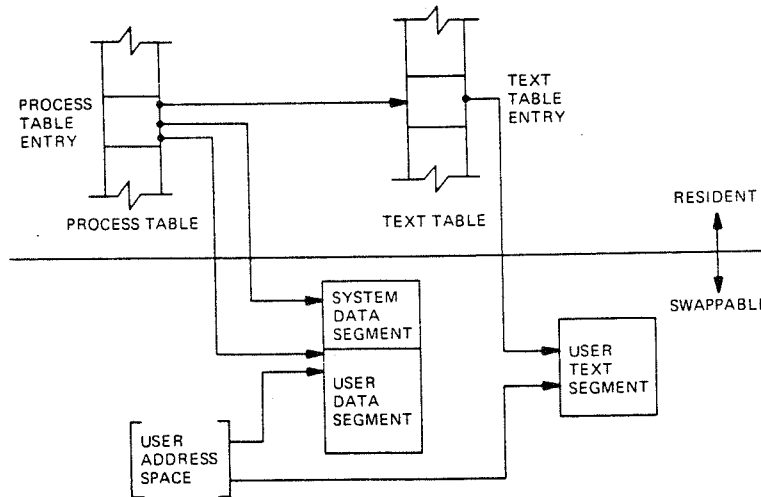 PROCESS
TABLE
ENTRY
TEXT
TABLE
ENTRY
PROCESS TABLE
TEXT TABLE
RESIDENT
SWAPPABLE
SYSTEM
DATA
SEGMENT
USER
DATA
SEGMENT
USER
TEXT
SEGMENT
USER
ADDRESS
SPACE